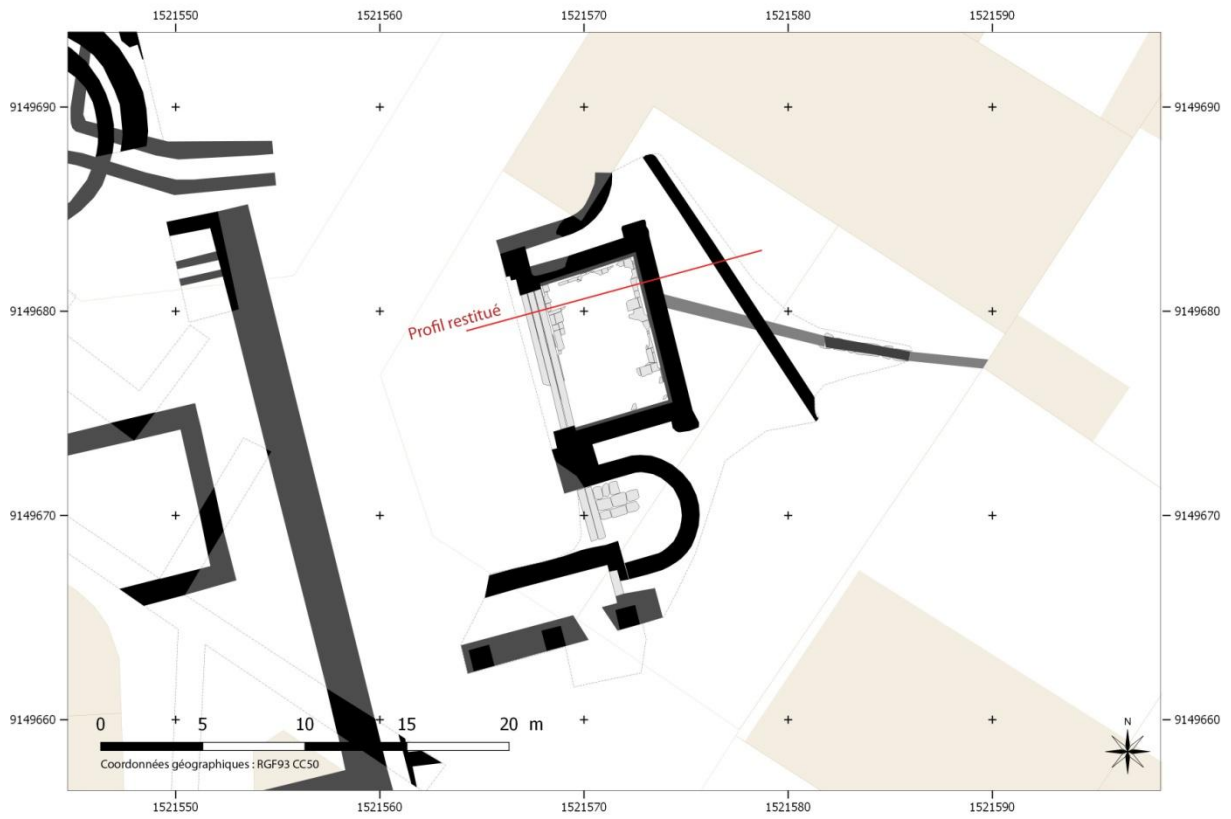 1521550 1521560 1521570 1521580 1521590
9149690 9149690
9149680 9149680
Profil restitué
9149670 9149670
9149660 9149660
0 5 10 15 20 m
Coordonnées géographiques : RGF93 CC50
N
1521550 1521560 1521570 1521580 1521590